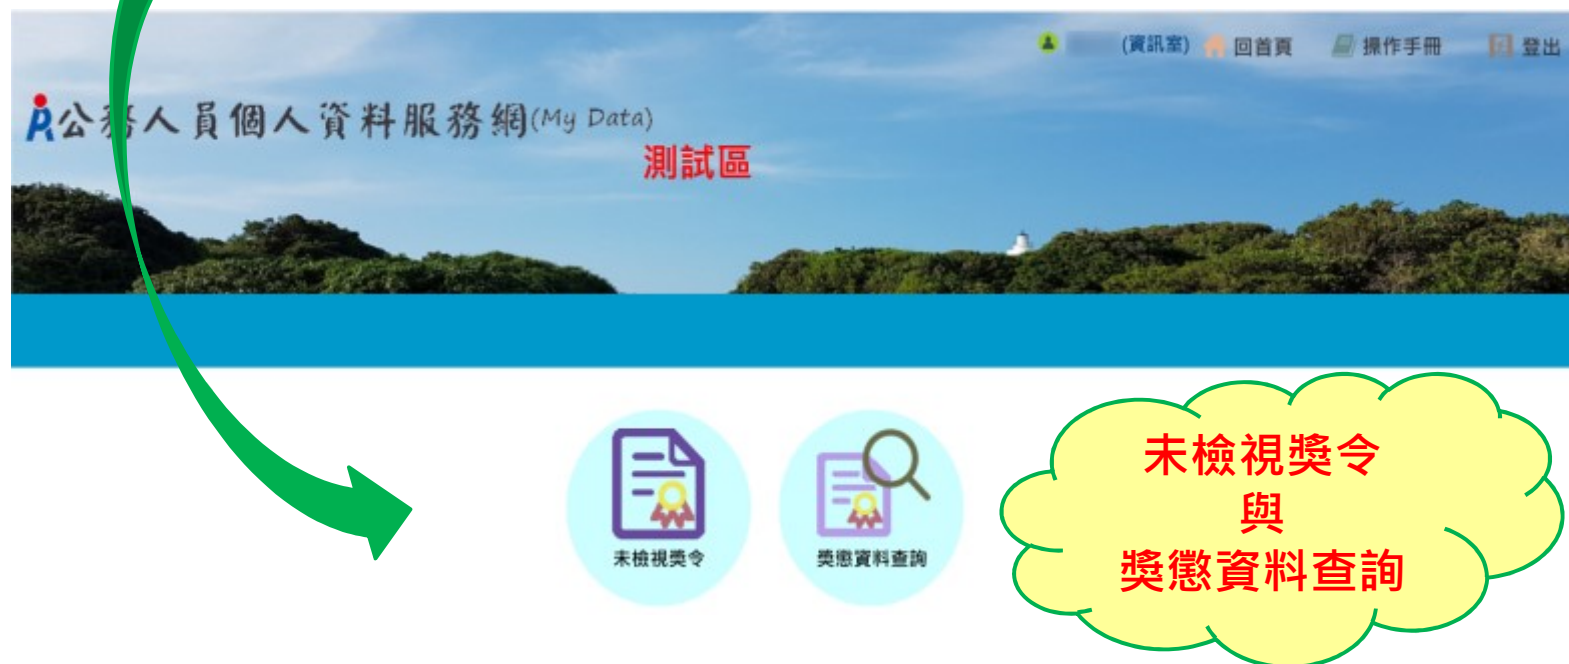 (資訊室) 回首頁 操作手冊 登出
公務人員個人資料服務網(My Data)
測試區
未檢視獎令
獎懲資料查詢
未檢視獎令
與
獎懲資料查詢